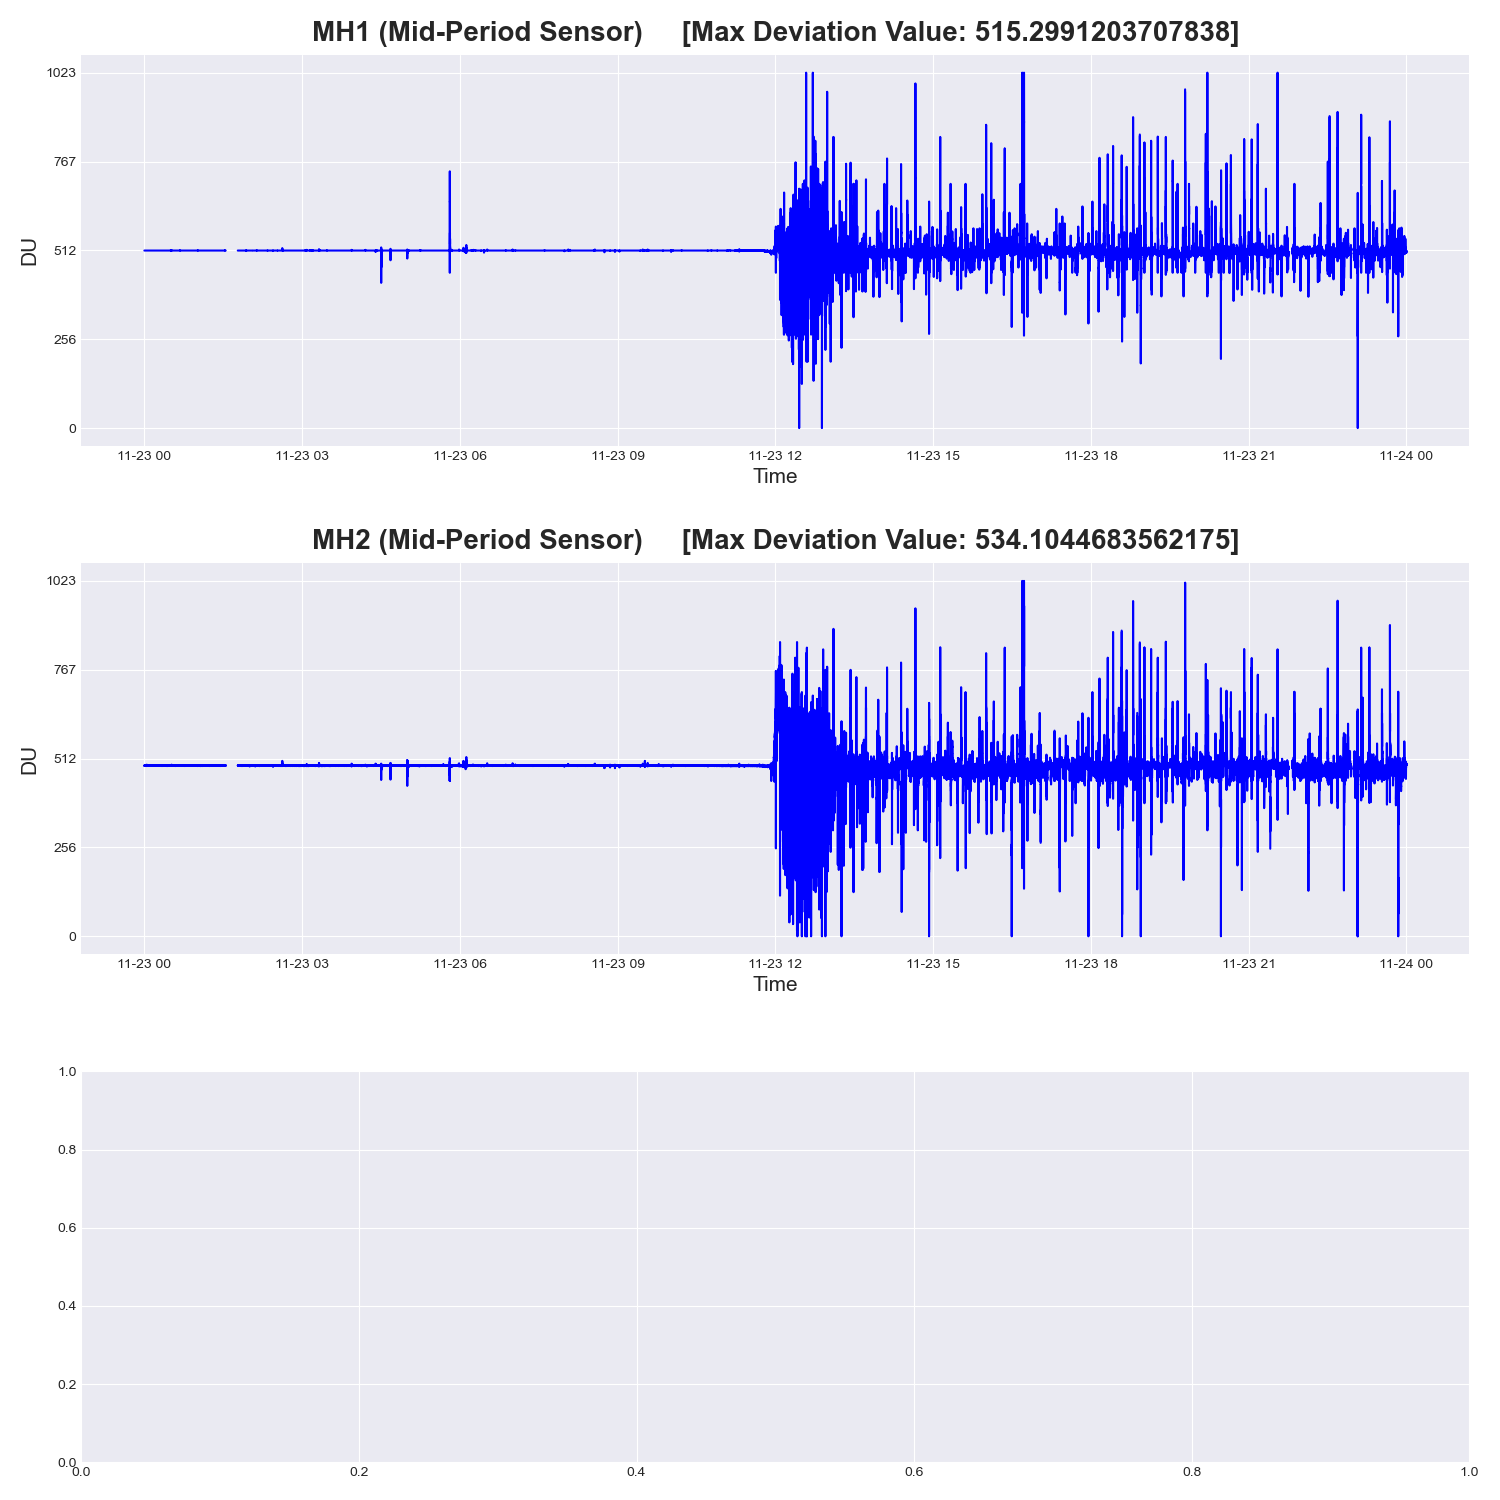 MH1 (Mid-Period Sensor) [Max Deviation Value: 515.2991203707838]
1023
767
512
256
0
DU
11-23 00 11-23 03 11-23 06 11-23 09 11-23 12 11-23 15 11-23 18 11-23 21 11-24 00
Time
MH2 (Mid-Period Sensor) [Max Deviation Value: 534.1044683562175]
1023
767
512
256
0
DU
11-23 00 11-23 03 11-23 06 11-23 09 11-23 12 11-23 15 11-23 18 11-23 21 11-24 00
Time
1.0
0.8
0.6
0.4
0.2
0.0
0.0 0.2 0.4 0.6 0.8 1.0